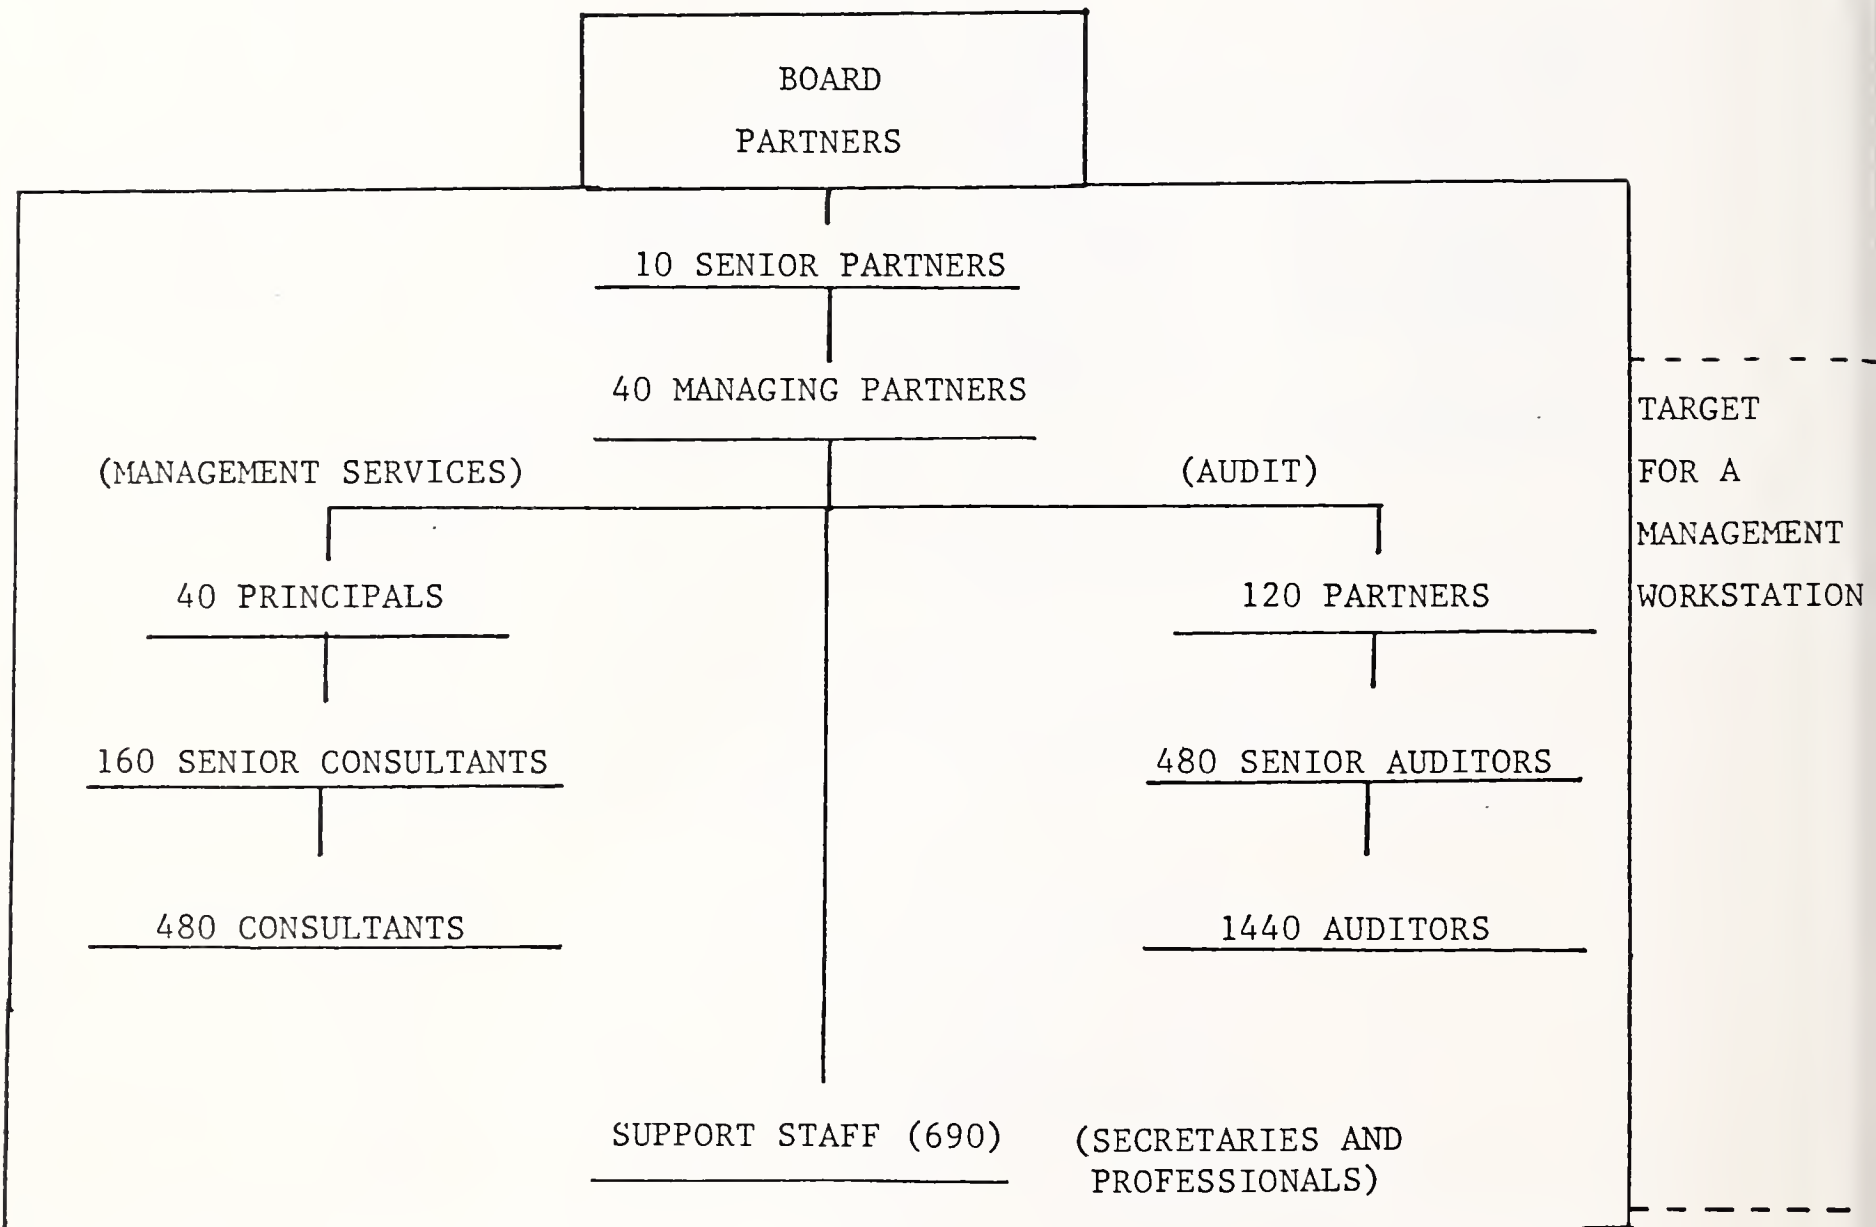 BOARD
PARTNERS
10 SENIOR PARTNERS
40 MANAGING PARTNERS
(MANAGEMENT SERVICES)
(AUDIT)
40 PRINCIPALS
120 PARTNERS
160 SENIOR CONSULTANTS
480 SENIOR AUDITORS
480 CONSULTANTS
1440 AUDITORS
SUPPORT STAFF (690)
(SECRETARIES AND
PROFESSIONALS)
TARGET
FOR A
MANAGEMENT
WORKSTATION